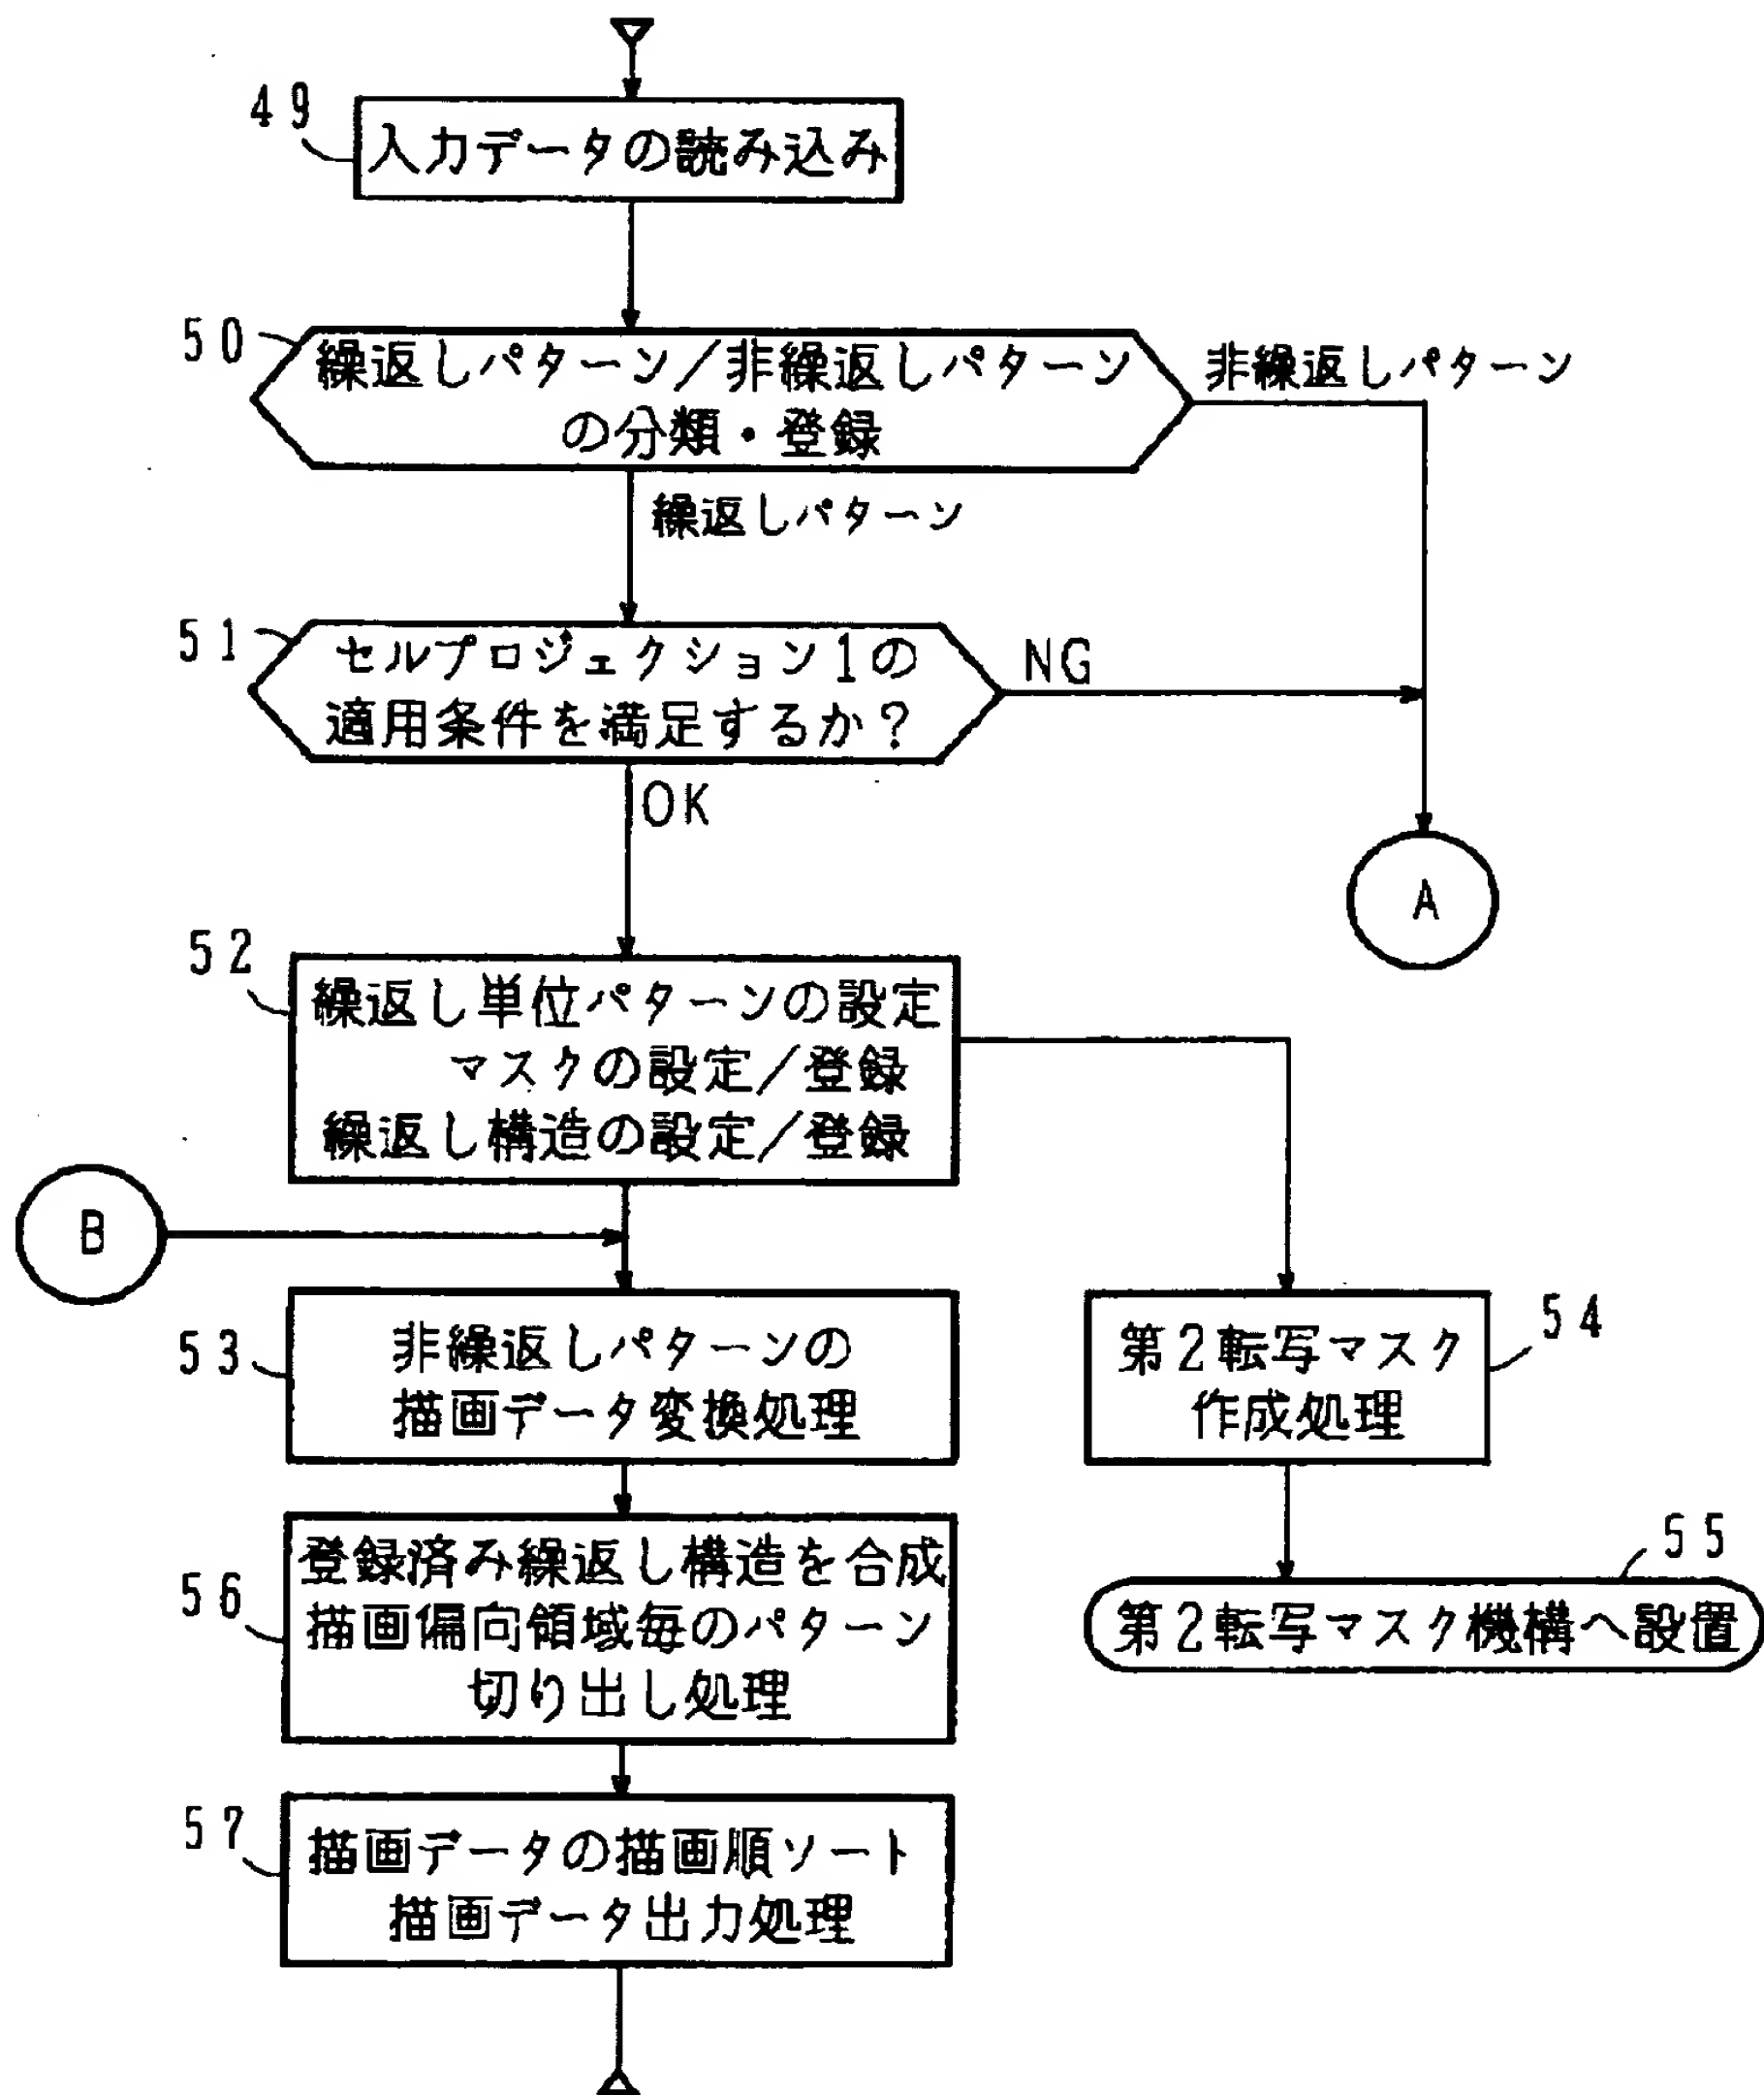 49
入力データの読み込み
50
繰返しパターン/非繰返しパターン
の分類・登録
非繰返しパターン
繰返しパターン
51
セルプロジェクション1の
適用条件を満足するか?
NG
OK
A
52
繰返し単位パターンの設定
マスクの設定/登録
繰返し構造の設定/登録
B
53
非繰返しパターンの
描画データ変換処理
54
第2転写マスク
作成処理
55
第2転写マスク機構へ設置
56
登録済み繰返し構造を合成
描画偏向領域毎のパターン
切り出し処理
57
描画データの描画順ソート
描画データ出力処理